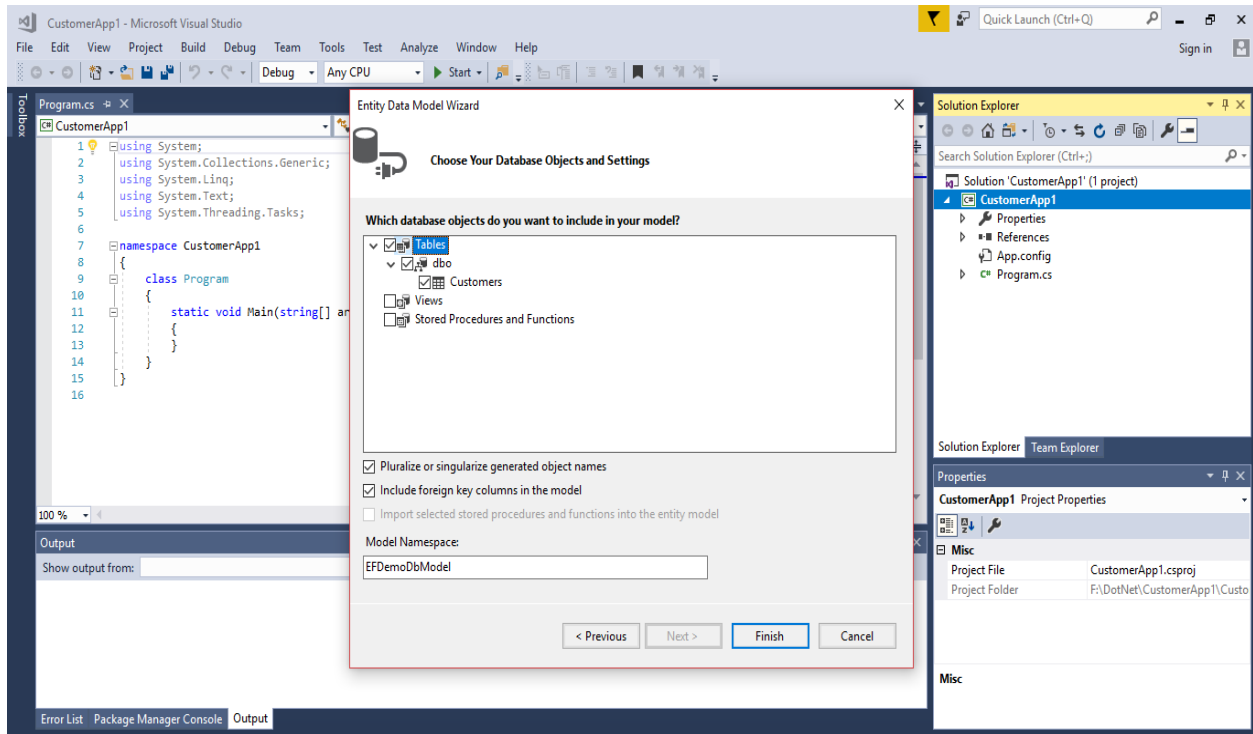 CustomerApp1 - Microsoft Visual Studio
Quick Launch (Ctrl+Q)
File Edit View Project Build Debug Team Tools Test Analyze Window Help
Sign in
Debug Any CPU Start
Toolbox
Program.cs
CustomerApp1
1 using System;
2 using System.Collections.Generic;
3 using System.Linq;
4 using System.Text;
5 using System.Threading.Tasks;
6
7 namespace CustomerApp1
8 {
9 class Program
10 {
11 static void Main(string[] ar
12 {
13 }
14 }
15 }
16
100 %
Output
Show output from:
Error List Package Manager Console Output
Entity Data Model Wizard
Choose Your Database Objects and Settings
Which database objects do you want to include in your model?
Tables
dbo
Customers
Views
Stored Procedures and Functions
Pluralize or singularize generated object names
Include foreign key columns in the model
Import selected stored procedures and functions into the entity model
Model Namespace:
EFDemoDbModel
< Previous Next > Finish Cancel
Solution Explorer
Search Solution Explorer (Ctrl+;)
Solution 'CustomerApp1' (1 project)
C# CustomerApp1
Properties
References
App.config
C# Program.cs
Solution Explorer Team Explorer
Properties
CustomerApp1 Project Properties
Misc
Project File CustomerApp1.csproj
Project Folder F:\DotNet\CustomerApp1\Custo
Misc